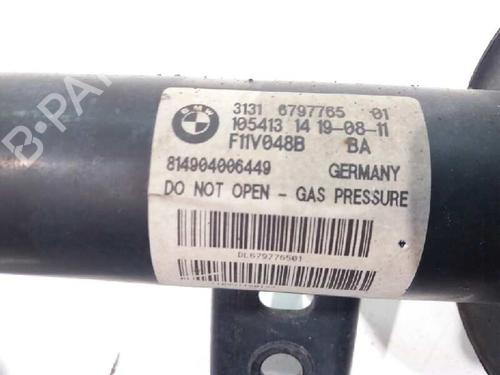 BMW
3131 6797765 01
105413 14 19-08-11
F11V048B BA
814904006449 GERMANY
DO NOT OPEN - GAS PRESSURE
DL679776501